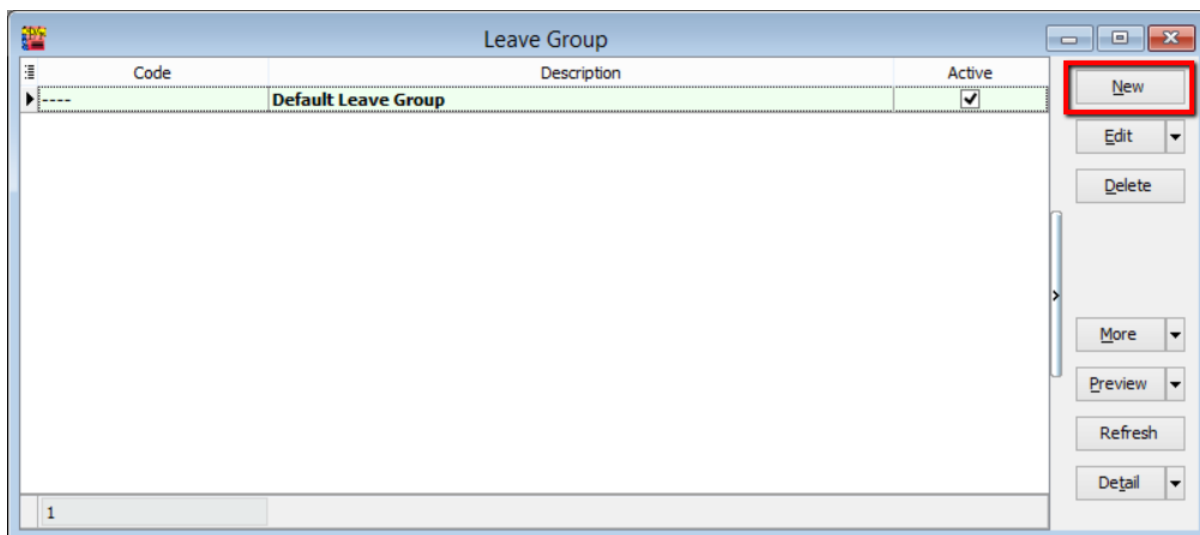 Leave Group
Code Description Active
---- Default Leave Group
New
Edit
Delete
More
Preview
Refresh
Detail
1